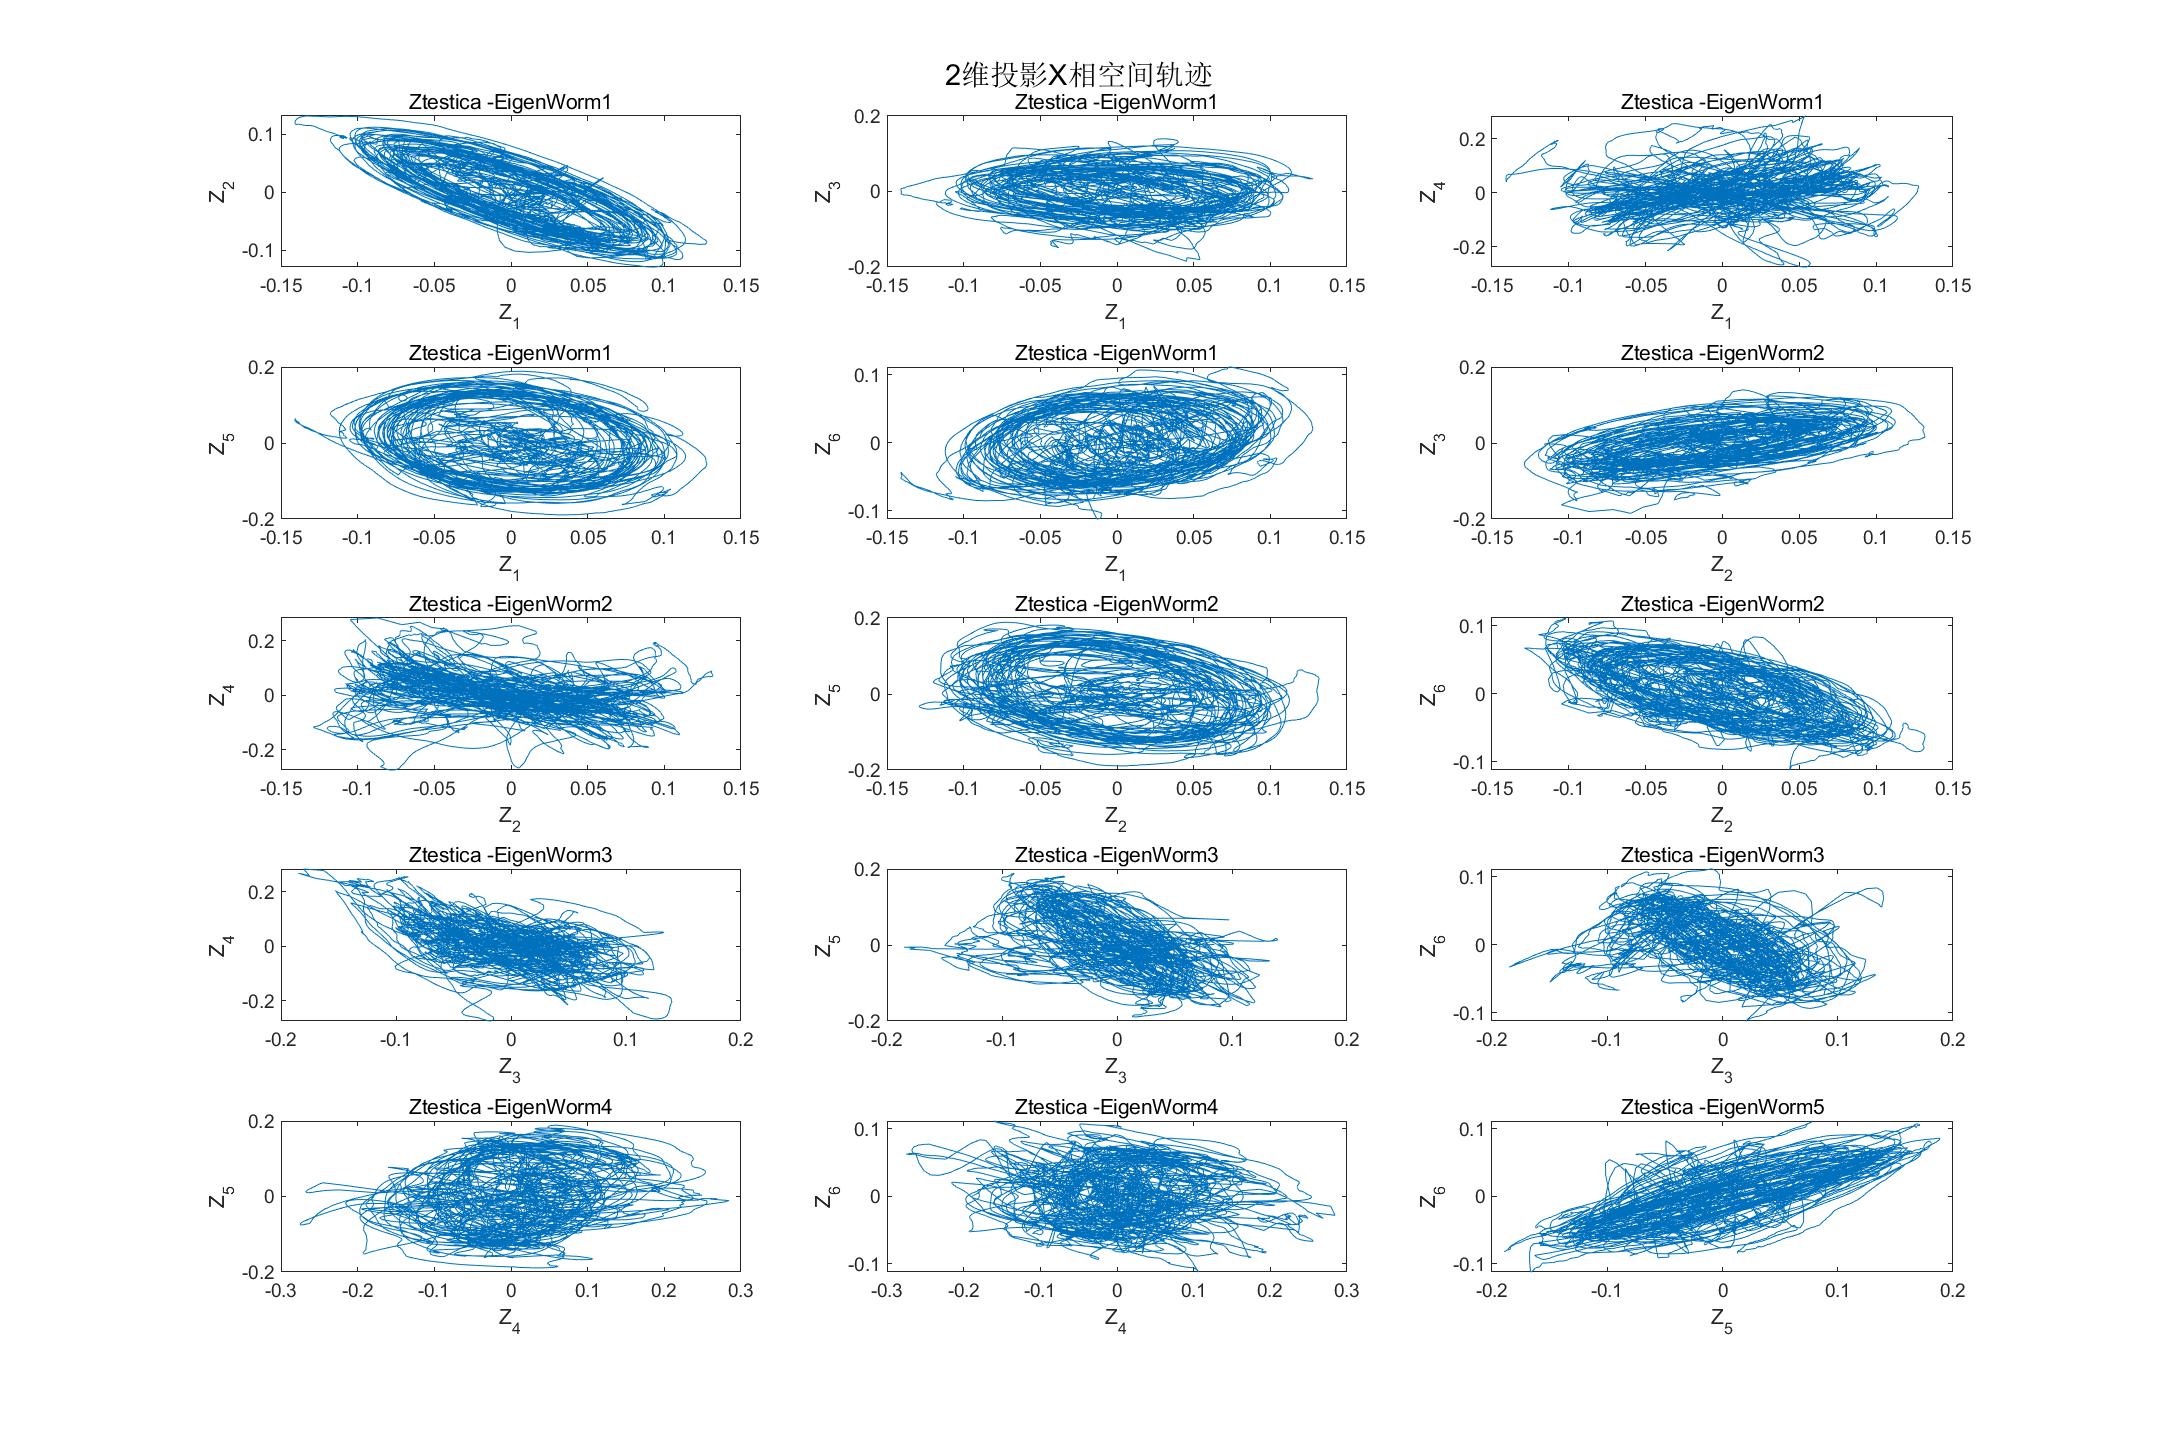 2维投影X相空间轨迹
Ztestica -EigenWorm1 Ztestica -EigenWorm1 Ztestica -EigenWorm1
0.1 0.2 0.2
Z2 0 Z3 0 Z4 0
-0.1 -0.2 -0.2
-0.15 -0.1 -0.05 0 0.05 0.1 0.15 -0.15 -0.1 -0.05 0 0.05 0.1 0.15 -0.15 -0.1 -0.05 0 0.05 0.1 0.15
Z1 Z1 Z1
Ztestica -EigenWorm1 Ztestica -EigenWorm1 Ztestica -EigenWorm2
0.2 0.1 0.2
Z5 0 Z6 0 Z3 0
-0.2 -0.1 -0.2
-0.15 -0.1 -0.05 0 0.05 0.1 0.15 -0.15 -0.1 -0.05 0 0.05 0.1 0.15 -0.15 -0.1 -0.05 0 0.05 0.1 0.15
Z1 Z1 Z2
Ztestica -EigenWorm2 Ztestica -EigenWorm2 Ztestica -EigenWorm2
0.2 0.2 0.1
Z4 0 Z5 0 Z6 0
-0.2 -0.2 -0.1
-0.15 -0.1 -0.05 0 0.05 0.1 0.15 -0.15 -0.1 -0.05 0 0.05 0.1 0.15 -0.15 -0.1 -0.05 0 0.05 0.1 0.15
Z2 Z2 Z2
Ztestica -EigenWorm3 Ztestica -EigenWorm3 Ztestica -EigenWorm3
0.2 0.2 0.1
Z4 0 Z5 0 Z6 0
-0.2 -0.2 -0.1
-0.2 -0.1 0 0.1 0.2 -0.2 -0.1 0 0.1 0.2 -0.2 -0.1 0 0.1 0.2
Z3 Z3 Z3
Ztestica -EigenWorm4 Ztestica -EigenWorm4 Ztestica -EigenWorm5
0.2 0.1 0.1
Z5 0 Z6 0 Z6 0
-0.2 -0.1 -0.1
-0.3 -0.2 -0.1 0 0.1 0.2 0.3 -0.3 -0.2 -0.1 0 0.1 0.2 0.3 -0.2 -0.1 0 0.1 0.2
Z4 Z4 Z5